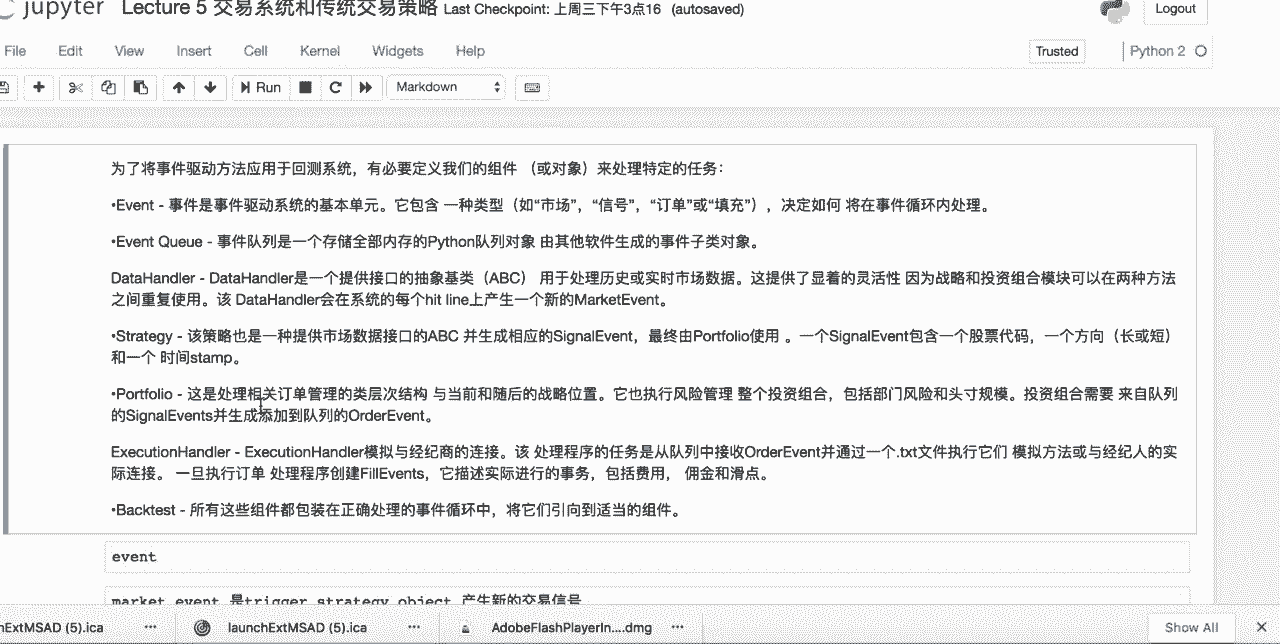 jupyter Lecture 5 交易系统和传统交易策略 Last Checkpoint: 上周三下午3点16 (autosaved)
Logout
File Edit View Insert Cell Kernel Widgets Help
Trusted
Python 2
Run
Markdown
为了将事件驱动方法应用于回测系统，有必要定义我们的组件 （或对象）来处理特定的任务：
•Event - 事件是事件驱动系统的基本单元。它包含 一种类型（如“市场”，“信号”，“订单”或“填充”），决定如何 将在事件循环内处理。
•Event Queue - 事件队列是一个存储全部内存的Python队列对象 由其他软件生成的事件子类对象。
DataHandler - DataHandler是一个提供接口的抽象基类（ABC） 用于处理历史或实时市场数据。这提供了显着的灵活性 因为战略和投资组合模块可以在两种方法
之间重复使用。该 DataHandler会在系统的每个hit line上产生一个新的MarketEvent。
•Strategy - 该策略也是一种提供市场数据接口的ABC 并生成相应的SignalEvent，最终由Portfolio使用 。一个SignalEvent包含一个股票代码，一个方向（长或短）
和一个 时间stamp。
•Portfolio - 这是处理相关订单管理的类层次结构 与当前和随后的战略位置。它也执行风险管理 整个投资组合，包括部门风险和头寸规模。投资组合需要 来自队列
的SignalEvents并生成添加到队列的OrderEvent。
ExecutionHandler - ExecutionHandler模拟与经纪商的连接。该 处理程序的任务是从队列中接收OrderEvent并通过一个.txt文件执行它们 模拟方法或与经纪人的实
际连接。 一旦执行订单 处理程序创建FillEvents，它描述实际进行的事务，包括费用， 佣金和滑点。
•Backtest - 所有这些组件都包装在正确处理的事件循环中，将它们引向到适当的组件。
event
market event 是trigger strategy object 产生新的交易信号
hExtMSAD (5).ica
launchExtMSAD (5).ica
AdobeFlashPlayerIn....dmg
Show All